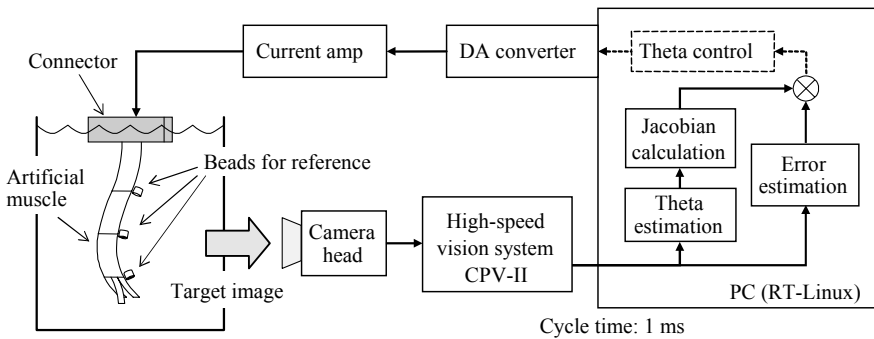 Current amp
DA converter
Theta control
Connector
Jacobian
calculation
Error
estimation
Beads for reference
Artificial
muscle
Theta
estimation
High-speed
vision system
CPV-II
Camera
head
Target image
PC (RT-Linux)
Cycle time: 1 ms